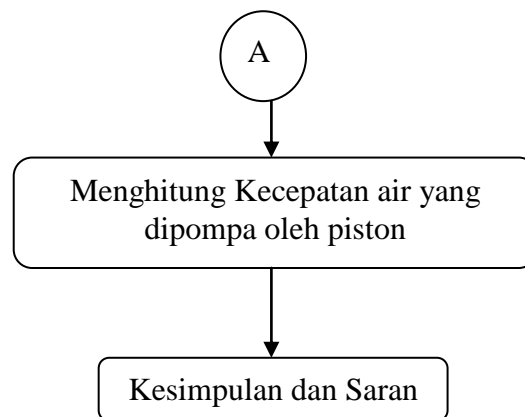 A
Menghitung Kecepatan air yang
dipompa oleh piston
Kesimpulan dan Saran